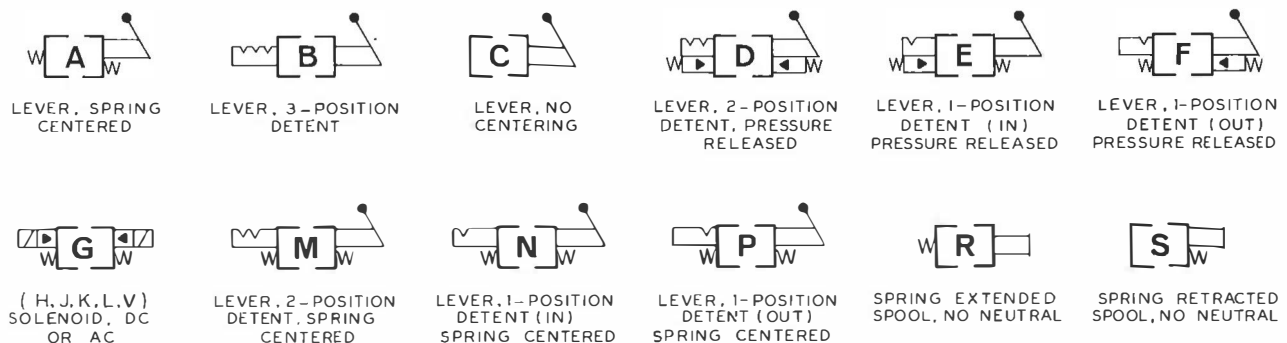 A
LEVER, SPRING
CENTERED
B
LEVER, 3-POSITION
DETENT
C
LEVER, NO
CENTERING
D
LEVER, 2-POSITION
DETENT, PRESSURE
RELEASED
E
LEVER, 1-POSITION
DETENT (IN)
PRESSURE RELEASED
F
LEVER, 1-POSITION
DETENT (OUT)
PRESSURE RELEASED
G
(H, J, K, L, V)
SOLENOID, DC
OR AC
M
LEVER, 2-POSITION
DETENT, SPRING
CENTERED
N
LEVER, 1-POSITION
DETENT (IN)
SPRING CENTERED
P
LEVER, 1-POSITION
DETENT (OUT)
SPRING CENTERED
R
SPRING EXTENDED
SPOOL, NO NEUTRAL
S
SPRING RETRACTED
SPOOL, NO NEUTRAL